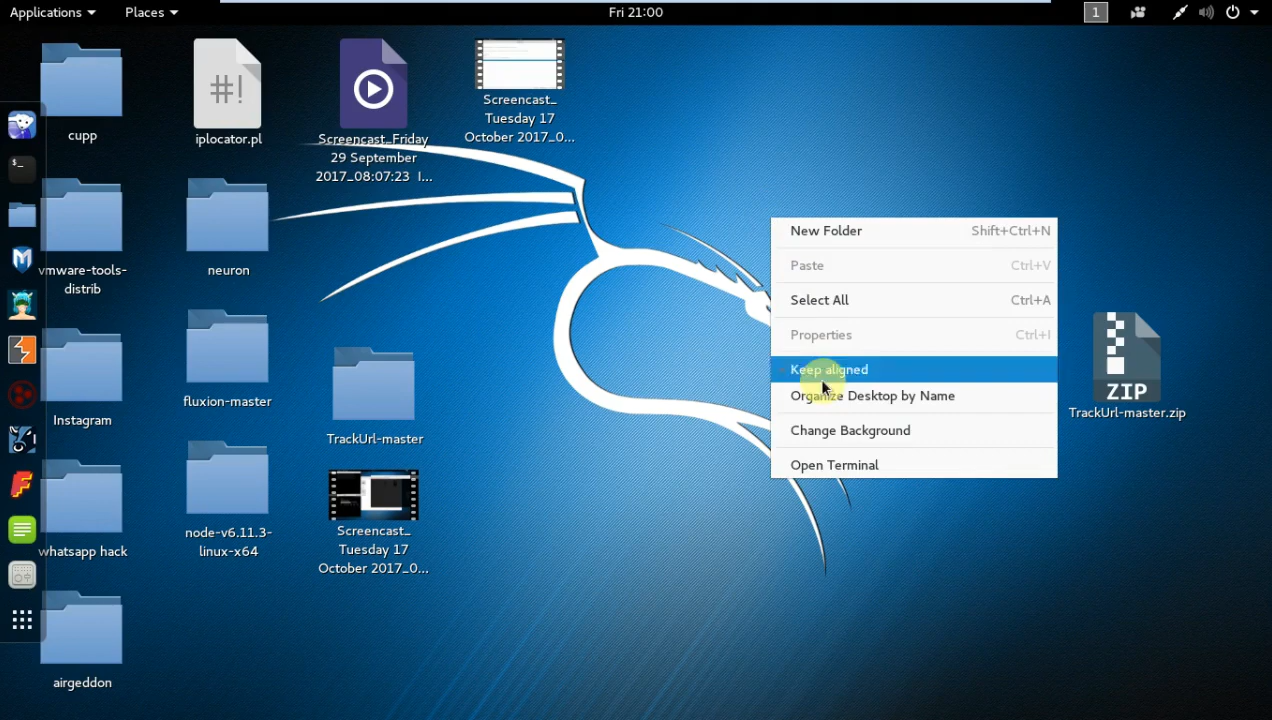 Applications Places Fri 21:00 1
cupp
iplocator.pl
Screencast_Friday
29 September
2017_08:07:23 I...
Screencast_
Tuesday 17
October 2017_0...
vmware-tools-
distrib
neuron
Instagram
fluxion-master
TrackUrl-master
whatsapp hack
node-v6.11.3-
linux-x64
Screencast_
Tuesday 17
October 2017_0...
airgeddon
New Folder Shift+Ctrl+N
Paste Ctrl+V
Select All Ctrl+A
Properties Ctrl+I
Keep aligned
Organize Desktop by Name
Change Background
Open Terminal
ZIP
TrackUrl-master.zip